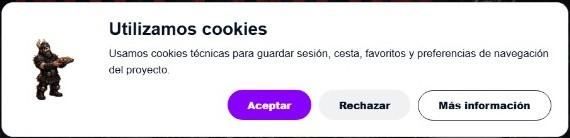 Utilizamos cookies
Usamos cookies técnicas para guardar sesión, cesta, favoritos y preferencias de navegación
del proyecto.
Aceptar
Rechazar
Más información